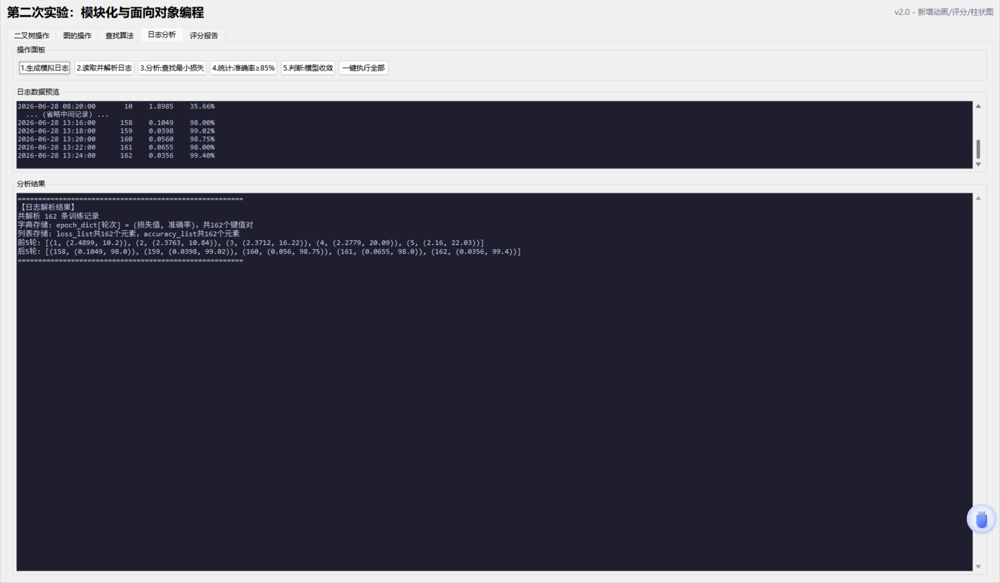 第二次实验：模块化与面向对象编程
v2.0 - 新增动画/评分/柱状图
二叉树操作 图的操作 查找算法 日志分析 评分报告
操作面板
1.生成模拟日志 2.读取并解析日志 3.分析:查找最小损失 4.统计:准确率≥85% 5.判断:模型收敛 一键执行全部
日志数据预览
2026-06-28 08:20:00 10 1.8985 35.66%
... (省略中间记录) ...
2026-06-28 13:16:00 158 0.1049 98.00%
2026-06-28 13:18:00 159 0.0398 99.02%
2026-06-28 13:20:00 160 0.0560 98.75%
2026-06-28 13:22:00 161 0.0655 98.00%
2026-06-28 13:24:00 162 0.0356 99.40%
分析结果
=======================================================
【日志解析结果】
共解析 162 条训练记录
字典存储: epoch_dict[轮次] = (损失值, 准确率)，共162个键值对
列表存储: loss_list共162个元素，accuracy_list共162个元素
前5轮: [(1, (2.4899, 10.2)), (2, (2.3763, 10.84)), (3, (2.3712, 16.22)), (4, (2.2779, 20.09)), (5, (2.16, 22.03))]
后5轮: [(158, (0.1049, 98.0)), (159, (0.0398, 99.02)), (160, (0.056, 98.75)), (161, (0.0655, 98.0)), (162, (0.0356, 99.4))]
=======================================================